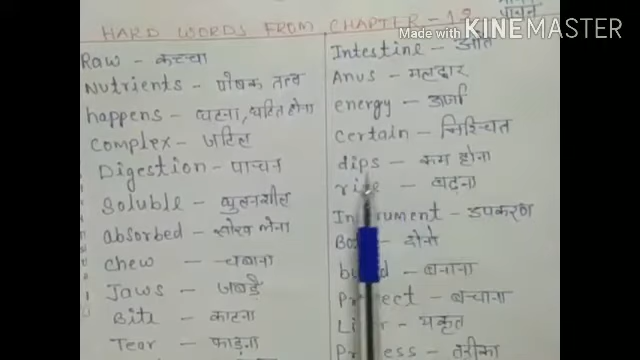 Made with KINEMASTER
HARD WORDS FROM CHAPTER - 19
Raw - कच्चा
Nutrients - पोषक तत्व
happens - घटना, घटित होना
Complex - जटिल
Digestion - पाचन
Soluble - घुलनशील
absorbed - सोख लेना
Chew - चबाना
Jaws - जबड़े
Bite - काटना
Tear - फाड़ना
Intestine - आंत
Anus - मलद्वार
energy - ऊर्जा
Certain - निश्चित
dips - कम होना
rise - बढ़ना
Instrument - उपकरण
दोनो
बनाना
Protect - बचाना
Liver - यकृत
Process - तरीका